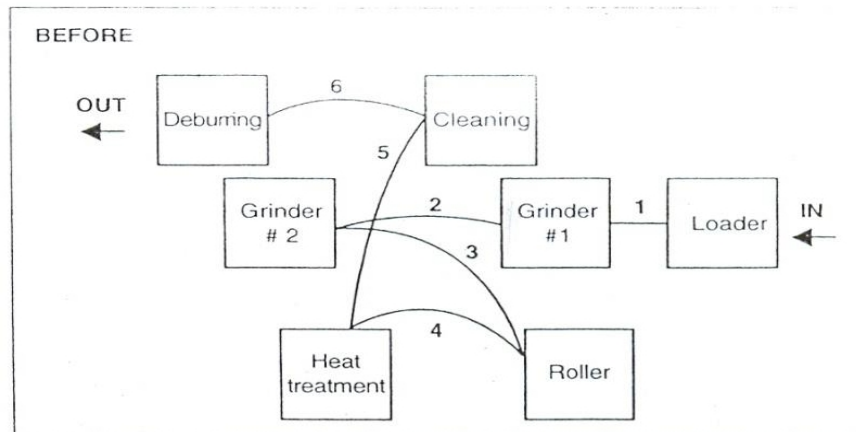 BEFORE
6
OUT
Deburring
Cleaning
5
Grinder
# 2
2
Grinder
#1
1
Loader
IN
3
4
Heat
treatment
Roller